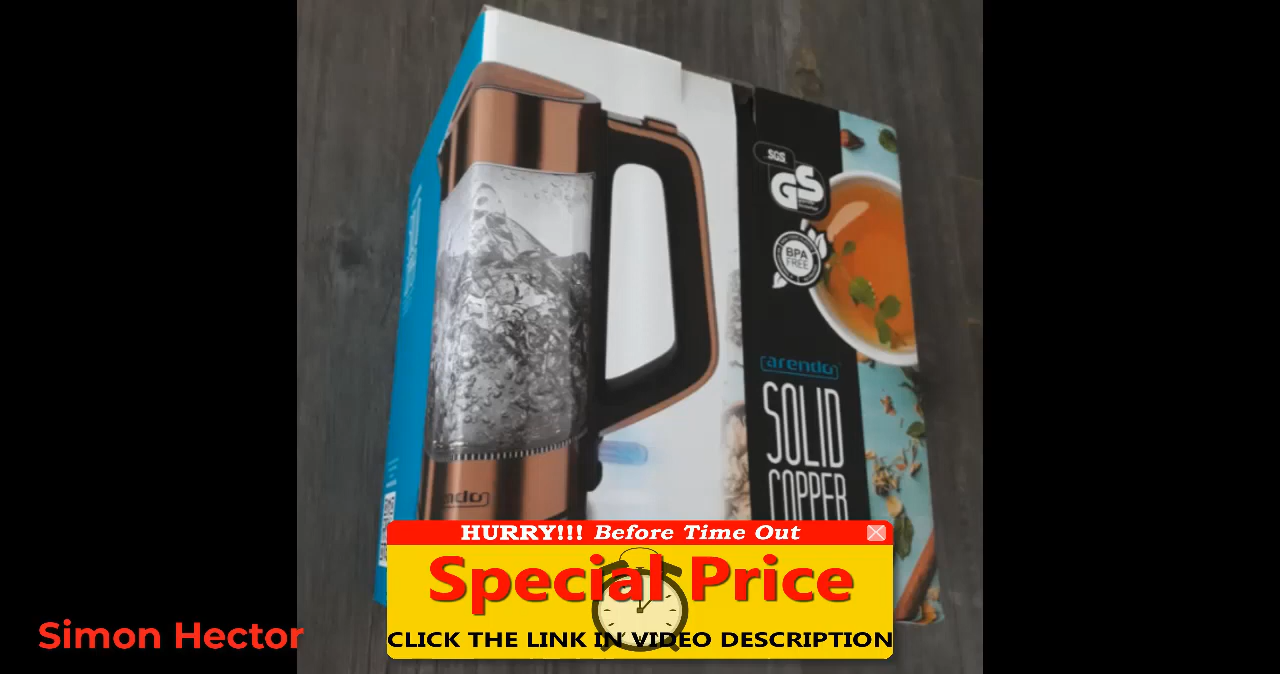 SGS
GS
BPA
FREE
arendo
SOLID
COPPER
endo
HURRY!!! Before Time Out
Special Price
CLICK THE LINK IN VIDEO DESCRIPTION
Simon Hector